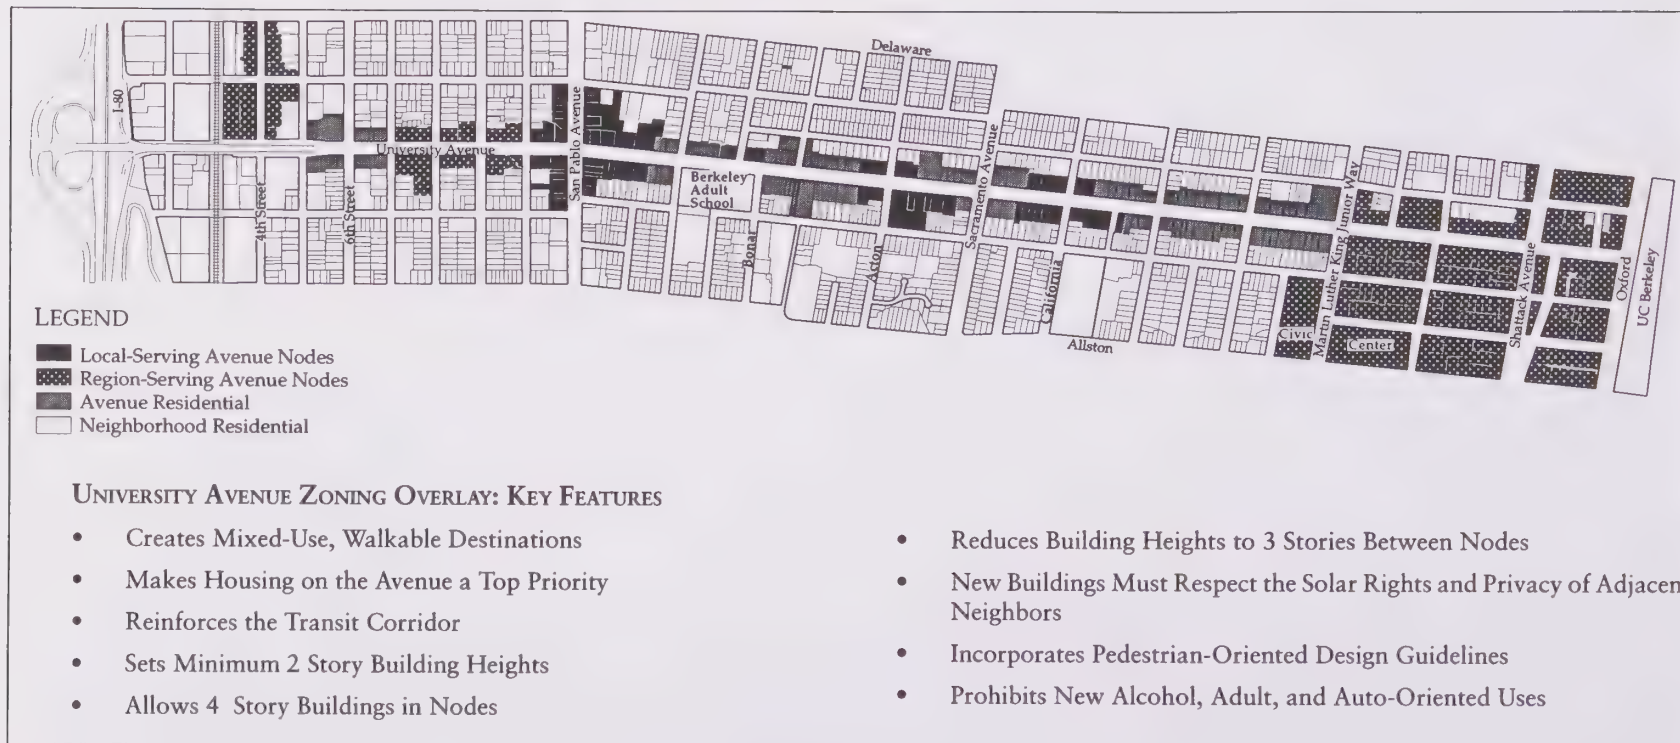 Delaware
I-80
San Pablo Avenue
University Avenue
4th Street
6th Street
Berkeley
Adult
School
Bonar
Acton
Sacramento Avenue
California
Allston
Martin Luther King Junior Way
Civic
Center
Shattack Avenue
Oxford
UC Berkeley
LEGEND
Local-Serving Avenue Nodes
Region-Serving Avenue Nodes
Avenue Residential
Neighborhood Residential
UNIVERSITY AVENUE ZONING OVERLAY: KEY FEATURES
• Creates Mixed-Use, Walkable Destinations
• Makes Housing on the Avenue a Top Priority
• Reinforces the Transit Corridor
• Sets Minimum 2 Story Building Heights
• Allows 4 Story Buildings in Nodes
• Reduces Building Heights to 3 Stories Between Nodes
• New Buildings Must Respect the Solar Rights and Privacy of Adjacen
Neighbors
• Incorporates Pedestrian-Oriented Design Guidelines
• Prohibits New Alcohol, Adult, and Auto-Oriented Uses